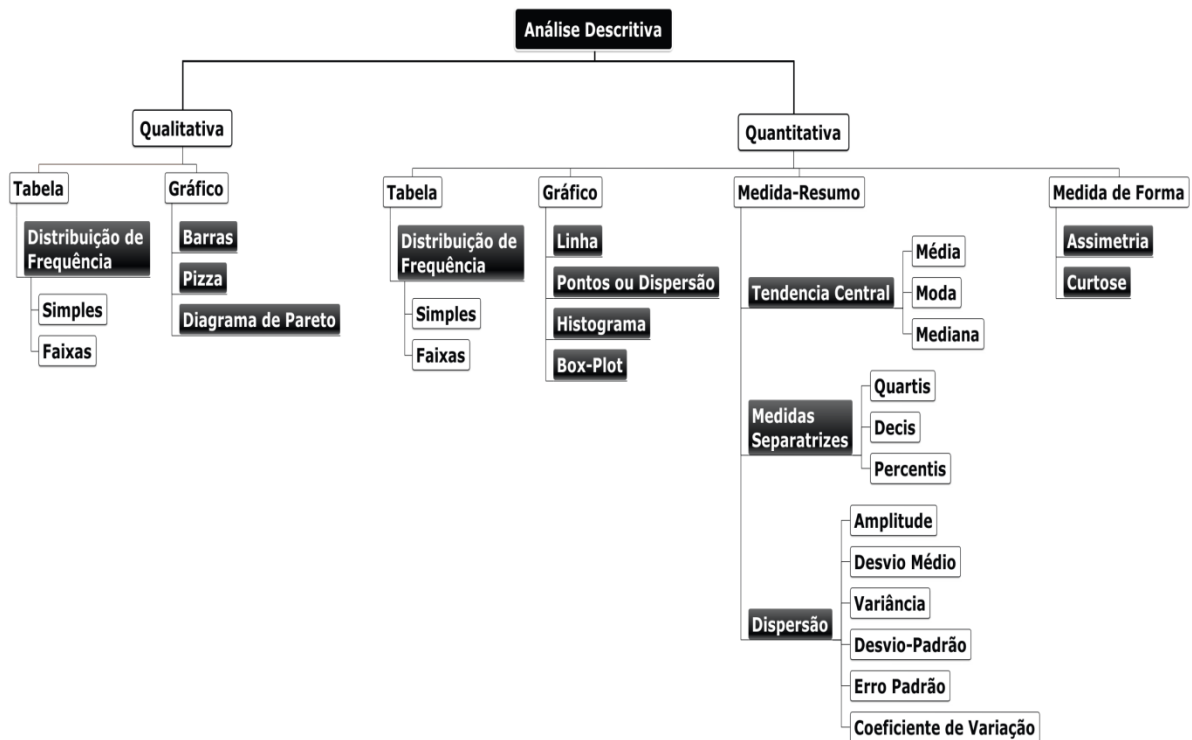 Análise Descritiva
Qualitativa
Tabela
Distribuição de
Frequência
Simples
Faixas
Gráfico
Barras
Pizza
Diagrama de Pareto
Quantitativa
Tabela
Distribuição de
Frequência
Simples
Faixas
Gráfico
Linha
Pontos ou Dispersão
Histograma
Box-Plot
Medida-Resumo
Tendencia Central
Média
Moda
Mediana
Medidas
Separatrizes
Quartis
Decis
Percentis
Dispersão
Amplitude
Desvio Médio
Variância
Desvio-Padrão
Erro Padrão
Coeficiente de Variação
Medida de Forma
Assimetria
Curtose